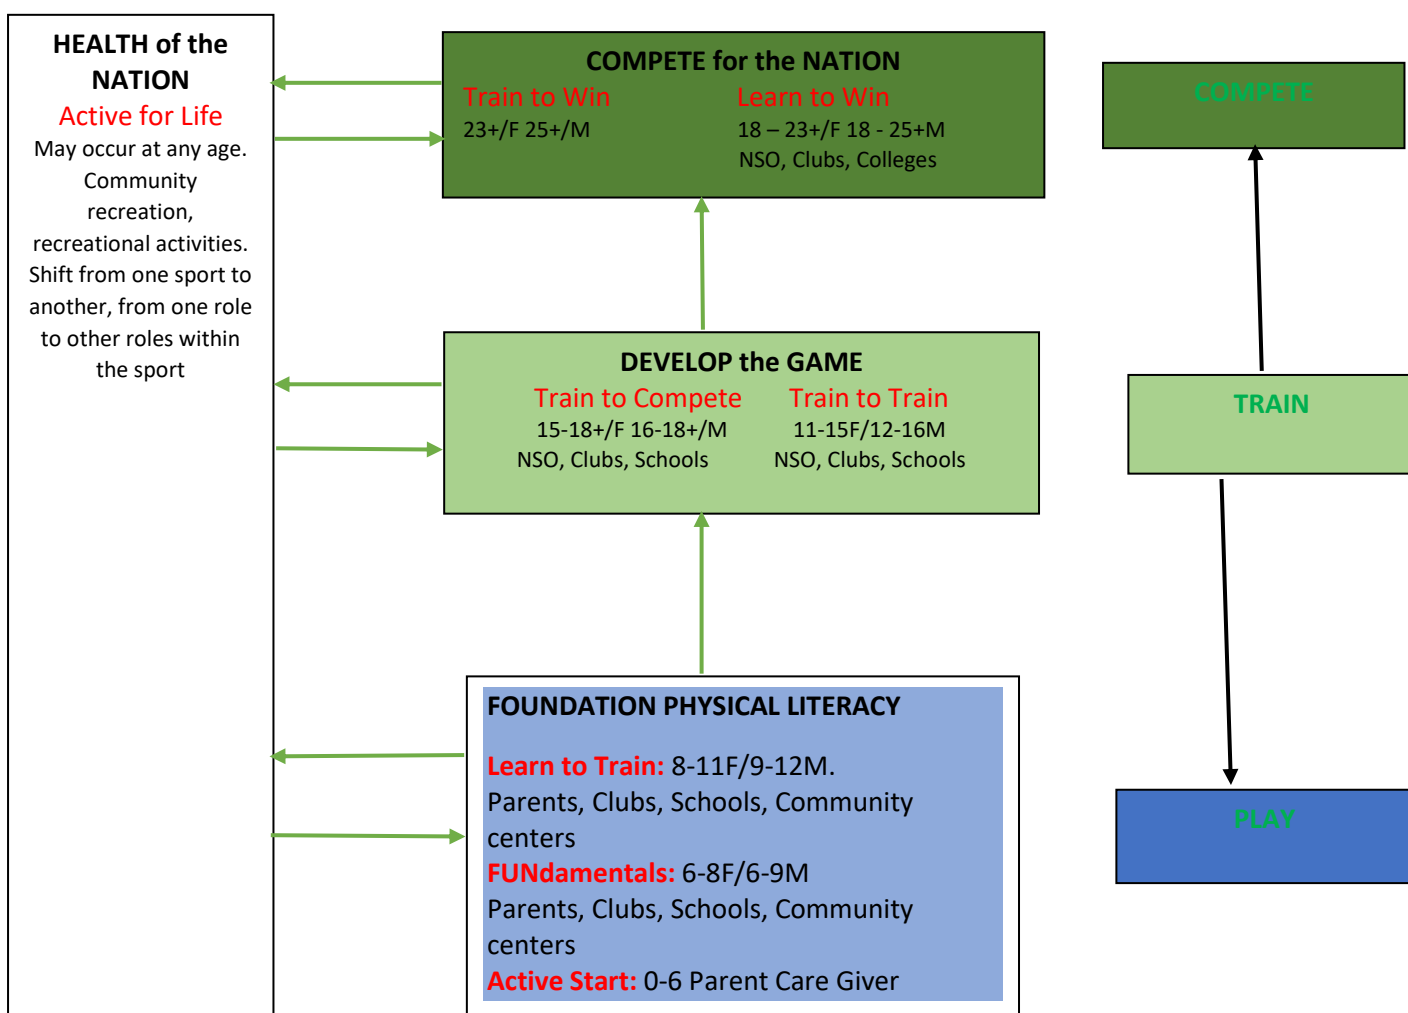 HEALTH of the
NATION
Active for Life
May occur at any age.
Community
recreation,
recreational activities.
Shift from one sport to
another, from one role
to other roles within
the sport
COMPETE for the NATION
Train to Win Learn to Win
23+/F 25+/M 18 – 23+/F 18 - 25+M
NSO, Clubs, Colleges
DEVELOP the GAME
Train to Compete Train to Train
15-18+/F 16-18+/M 11-15F/12-16M
NSO, Clubs, Schools NSO, Clubs, Schools
FOUNDATION PHYSICAL LITERACY
Learn to Train: 8-11F/9-12M.
Parents, Clubs, Schools, Community
centers
FUNdamentals: 6-8F/6-9M
Parents, Clubs, Schools, Community
centers
Active Start: 0-6 Parent Care Giver
COMPETE
TRAIN
PLAY